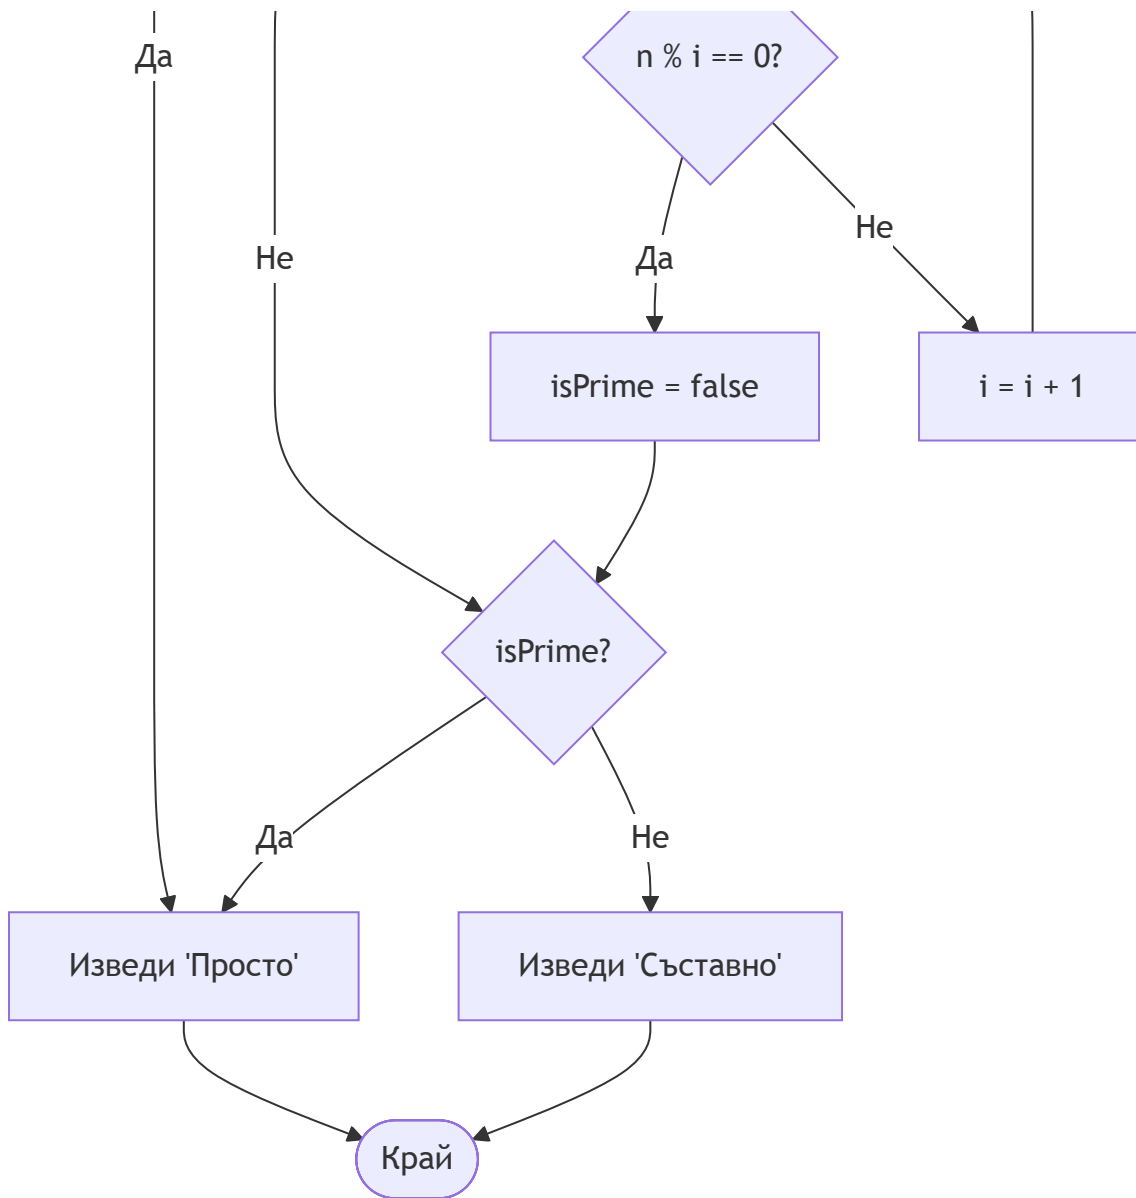 Да
n % i == 0?
Не
Не
Да
isPrime = false
i = i + 1
isPrime?
Да
Не
Изведи 'Просто'
Изведи 'Съставно'
Край